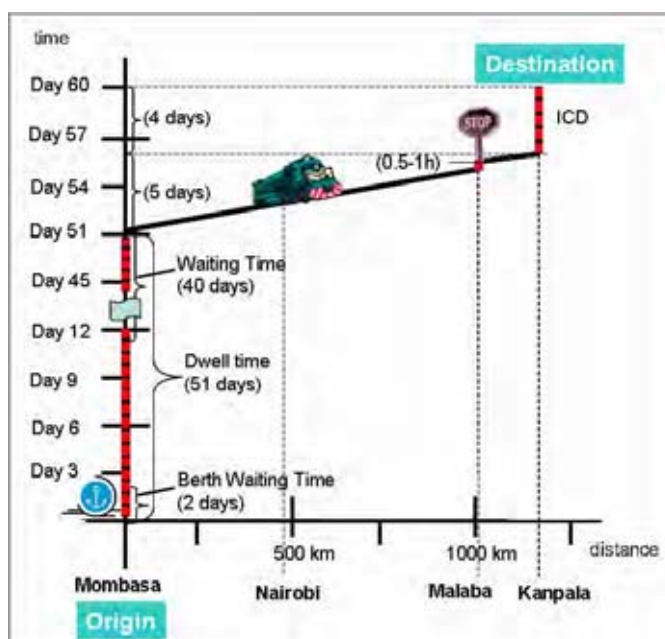 time
Destination
Day 60
(4 days)
ICD
Day 57
STOP
(0.5-1h)
Day 54
(5 days)
Day 51
Waiting Time
(40 days)
Day 45
Day 12
Dwell time
(51 days)
Day 9
Day 6
Day 3
Berth Waiting Time
(2 days)
500 km
1000 km
distance
Mombasa
Nairobi
Malaba
Kanpala
Origin